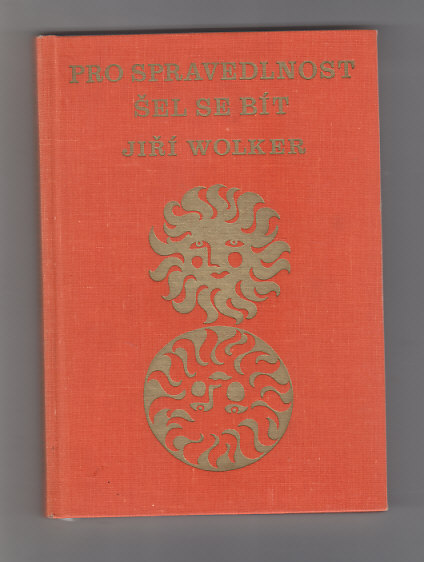 PRO SPRAVEDLNOST
ŠEL SE BÍT
JIŘÍ WOLKER